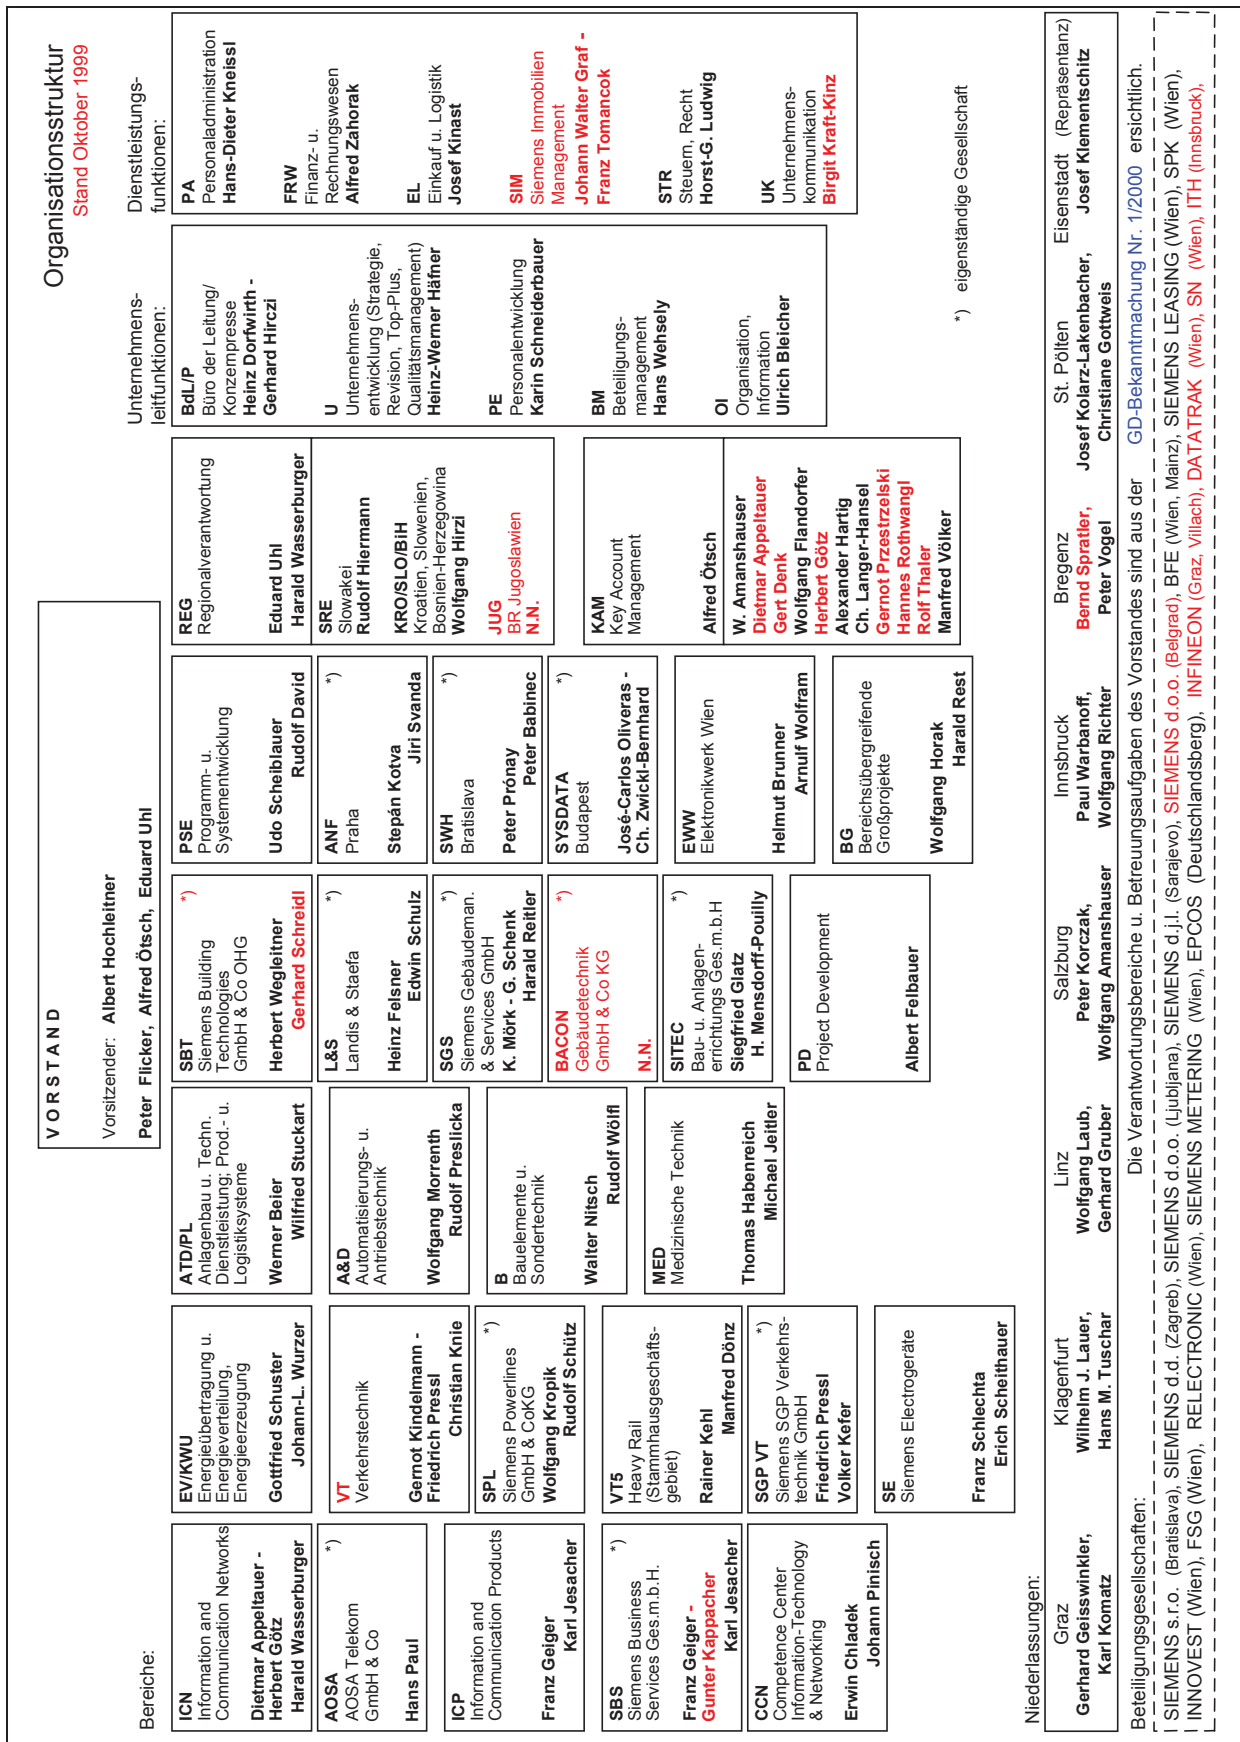 Organisationsstruktur
Stand Oktober 1999
V O R S T A N D
Vorsitzender: Albert Hochleitner
Peter Flicker, Alfred Ötsch, Eduard Uhl
Bereiche:
ICN
Information and
Communication Networks
Dietmar Appeltauer -
Herbert Götz
Harald Wasserburger
AOSA *)
AOSA Telekom
GmbH & Co
Hans Paul
ICP
Information and
Communication Products
Franz Geiger
Karl Jesacher
SBS *)
Siemens Business
Services Ges.m.b.H.
Franz Geiger -
Gunter Kappacher
Karl Jesacher
CCN
Competence Center
Information-Technology
& Networking
Erwin Chladek
Johann Pinisch
EV/KWU
Energieübertragung u.
Energieverteilung,
Energieerzeugung
Gottfried Schuster
Johann-L. Wurzer
VT
Verkehrstechnik
Gernot Kindelmann -
Friedrich Pressl
Christian Knie
SPL *)
Siemens Powerlines
GmbH & CoKG
Wolfgang Kropik
Rudolf Schütz
VT5
Heavy Rail
(Stammhausgeschäfts-
gebiet)
Rainer Kehl
Manfred Dönz
SGP VT *)
Siemens SGP Verkehrs-
technik GmbH
Friedrich Pressl
Volker Kefer
SE
Siemens Electrogeräte
Franz Schlechta
Erich Scheithauer
ATD/PL
Anlagenbau u. Techn.
Dienstleistung; Prod.- u.
Logistiksysteme
Werner Beier
Wilfried Stuckart
A&D
Automatisierungs- u.
Antriebstechnik
Wolfgang Morrenth
Rudolf Preslicka
B
Bauelemente u.
Sondertechnik
Walter Nitsch
Rudolf Wölfl
MED
Medizinische Technik
Thomas Habenreich
Michael Jeitler
SBT *)
Siemens Building
Technologies
GmbH & Co OHG
Herbert Wegleitner
Gerhard Schreidl
L&S *)
Landis & Staefa
Heinz Felsner
Edwin Schulz
SGS *)
Siemens Gebäudeman.
& Services GmbH
K. Mörk - G. Schenk
Harald Reitler
BACON *)
Gebäudetechnik
GmbH & Co KG
N.N.
SITEC *)
Bau- u. Anlagen-
errichtungs Ges.m.b.H
Siegfried Glatz
H. Mensdorff-Pouilly
PD
Project Development
Albert Felbauer
PSE
Programm- u.
Systementwicklung
Udo Scheiblauer
Rudolf David
ANF *)
Praha
Stepán Kotva
Jiri Svanda
SWH *)
Bratislava
Peter Prónay
Peter Babinec
SYSDATA *)
Budapest
José-Carlos Oliveras -
Ch. Zwickl-Bernhard
EWW
Elektronikwerk Wien
Helmut Brunner
Arnulf Wolfram
BG
Bereichsübergreifende
Großprojekte
Wolfgang Horak
Harald Rest
REG
Regionalverantwortung
Eduard Uhl
Harald Wasserburger
SRE
Slowakei
Rudolf Hiermann
KRO/SLO/BiH
Kroatien, Slowenien,
Bosnien-Herzegowina
Wolfgang Hirzi
JUG
BR Jugoslawien
N.N.
KAM
Key Account
Management
Alfred Ötsch
W. Amanshauser
Dietmar Appeltauer
Gert Denk
Wolfgang Flandorfer
Herbert Götz
Alexander Hartig
Ch. Langer-Hansel
Gernot Przestrzelski
Hannes Rothwangl
Rolf Thaler
Manfred Völker
Unternehmens-
leitfunktionen:
BdL/P
Büro der Leitung/
Konzernpresse
Heinz Dorfwirth -
Gerhard Hirczi
U
Unternehmens-
entwicklung (Strategie,
Revision, Top-Plus,
Qualitätsmanagement)
Heinz-Werner Häfner
PE
Personalentwicklung
Karin Schneiderbauer
BM
Beteiligungs-
management
Hans Wehsely
OI
Organisation,
Information
Ulrich Bleicher
Dienstleistungs-
funktionen:
PA
Personaladministration
Hans-Dieter Kneissl
FRW
Finanz- u.
Rechnungswesen
Alfred Zahorak
EL
Einkauf u. Logistik
Josef Kinast
SIM
Siemens Immobilien
Management
Johann Walter Graf -
Franz Tomancok
STR
Steuern, Recht
Horst-G. Ludwig
UK
Unternehmens-
kommunikation
Birgit Kraft-Kinz
*) eigenständige Gesellschaft
Niederlassungen:
Graz
Gerhard Geisswinkler,
Karl Komatz
Klagenfurt
Wilhelm J. Lauer,
Hans M. Tuschar
Linz
Wolfgang Laub,
Gerhard Gruber
Salzburg
Peter Korczak,
Wolfgang Amanshauser
Innsbruck
Paul Warbanoff,
Wolfgang Richter
Bregenz
Bernd Spratler,
Peter Vogel
St. Pölten
Josef Kolarz-Lakenbacher,
Christiane Gottweis
Eisenstadt (Repräsentanz)
Josef Klementschitz
Beteiligungsgesellschaften: Die Verantwortungsbereiche u. Betreuungsaufgaben des Vorstandes sind aus der GD-Bekanntmachung Nr. 1/2000 ersichtlich.
SIEMENS s.r.o. (Bratislava), SIEMENS d.d. (Zagreb), SIEMENS d.o.o. (Ljubljana), SIEMENS d.j.l. (Sarajevo), SIEMENS d.o.o. (Belgrad), BFE (Wien, Mainz), SIEMENS LEASING (Wien), SPK (Wien),
INNOVEST (Wien), FSG (Wien), RELECTRONIC (Wien), SIEMENS METERING (Wien), EPCOS (Deutschlandsberg), INFINEON (Graz, Villach), DATATRAK (Wien), SN (Wien), ITH (Innsbruck),